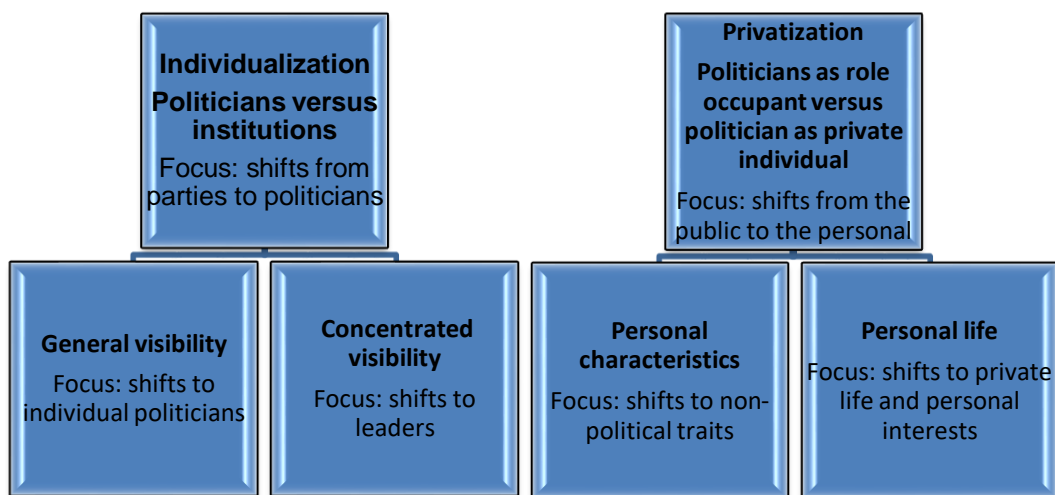 Individualization
Politicians versus
institutions
Focus: shifts from
parties to politicians
Privatization
Politicians as role
occupant versus
politician as private
individual
Focus: shifts from the
public to the personal
General visibility
Focus: shifts to
individual politicians
Concentrated
visibility
Focus: shifts to
leaders
Personal
characteristics
Focus: shifts to non-
political traits
Personal life
Focus: shifts to private
life and personal
interests